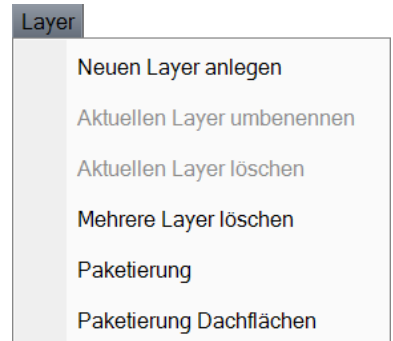 Layer
Neuen Layer anlegen
Aktuellen Layer umbenennen
Aktuellen Layer löschen
Mehrere Layer löschen
Paketierung
Paketierung Dachflächen